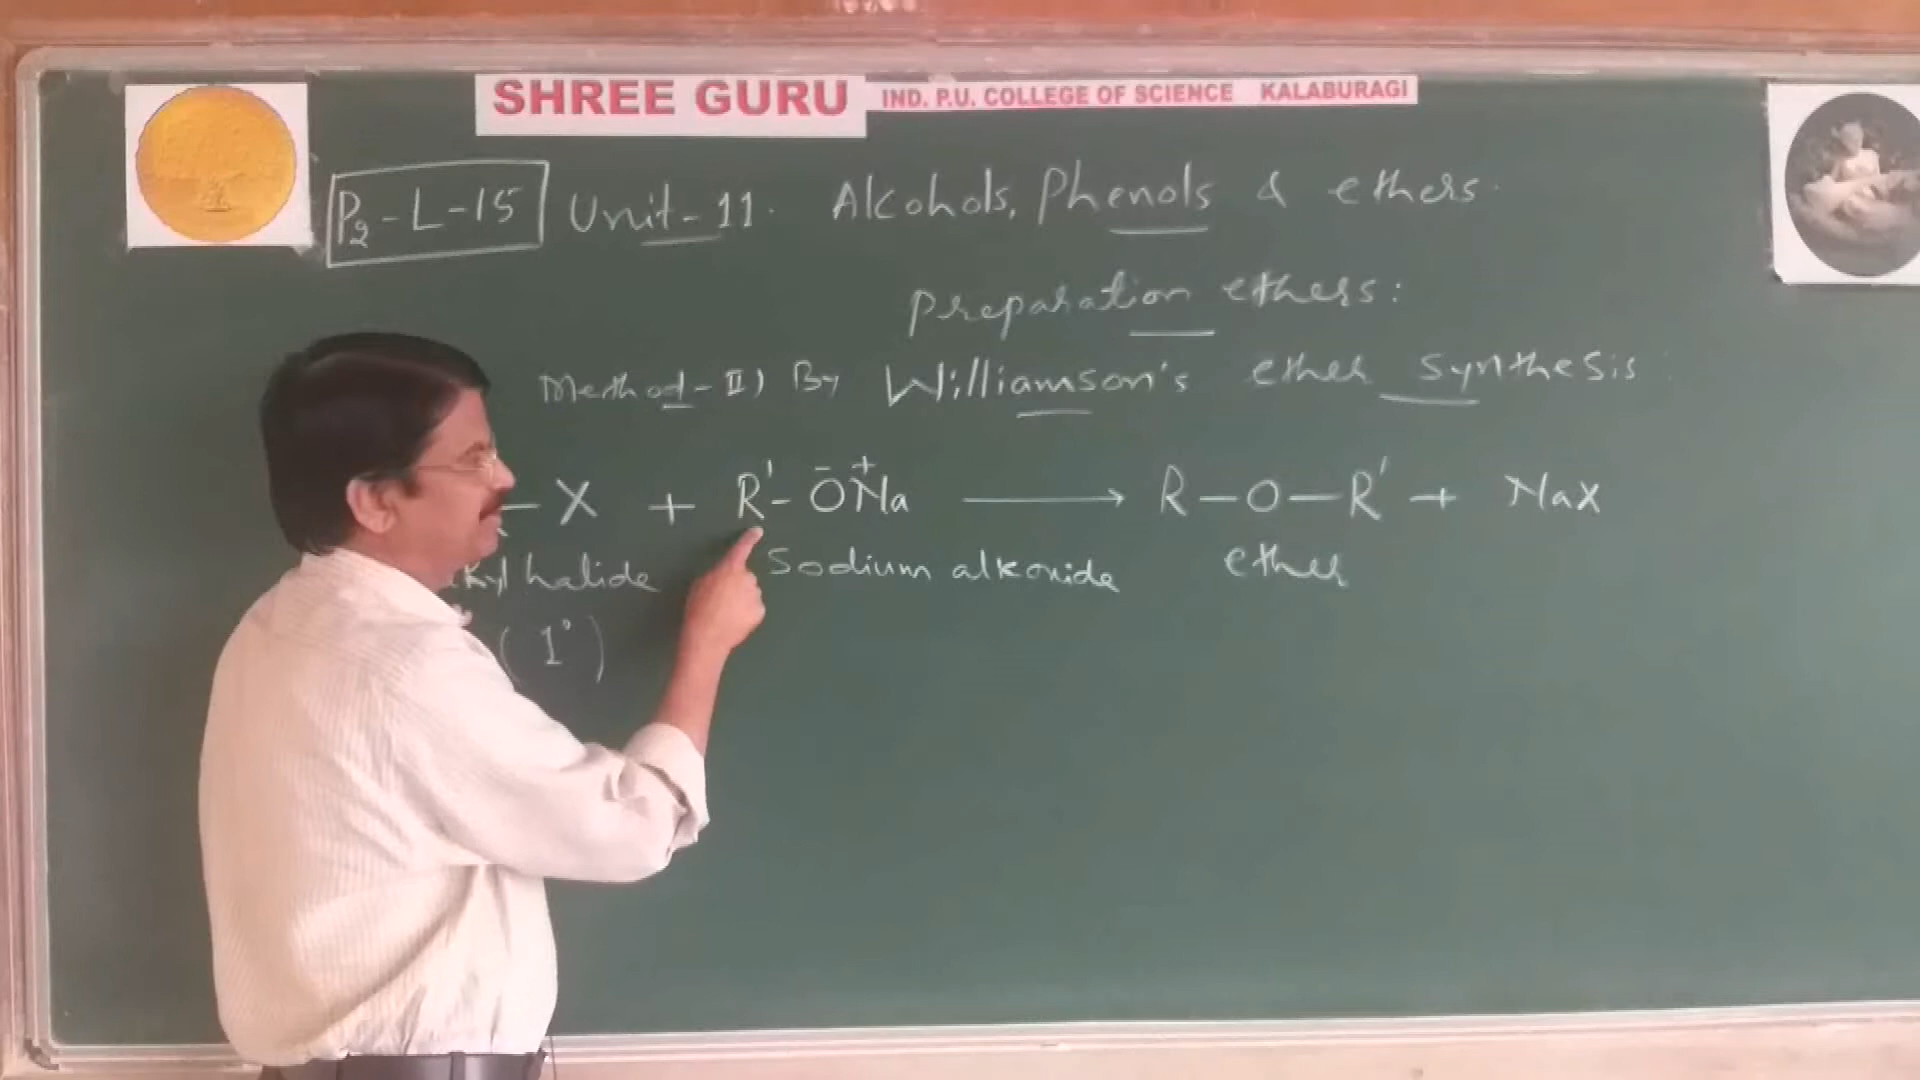 SHREE GURU IND. P.U. COLLEGE OF SCIENCE KALABURAGI
P2-L-15 Unit-11. Alcohols, Phenols & ethers.
Preparation ethers:
Method-II) By Williamson's ether synthesis:
– X + R'-O⁻Na⁺ ⟶ R–O–R' + NaX
halide Sodium alkoxide ether
(1°)